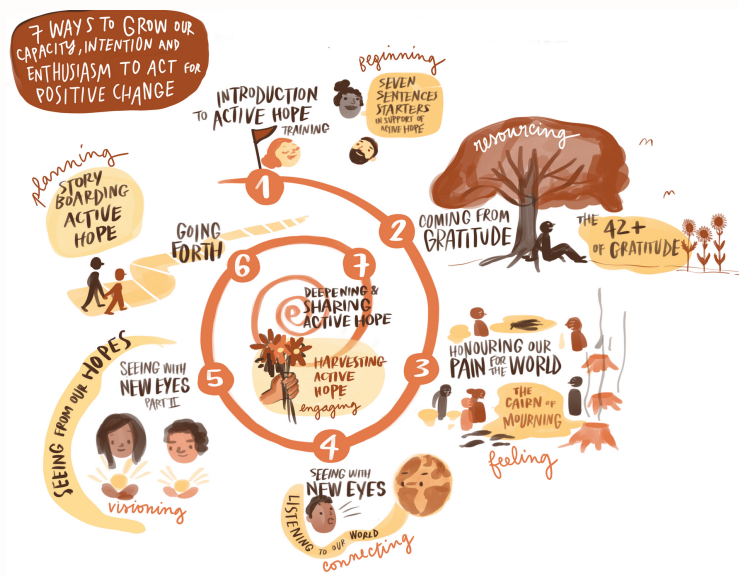 7 WAYS TO GROW OUR
CAPACITY, INTENTION AND
ENTHUSIASM TO ACT FOR
POSITIVE CHANGE
beginning
INTRODUCTION
TO ACTIVE HOPE
TRAINING
SEVEN
SENTENCES
STARTERS
IN SUPPORT OF
ACTIVE HOPE
1
resourcing
2
COMING FROM
GRATITUDE
THE 42+
OF GRATITUDE
3
HONOURING OUR
PAIN FOR THE WORLD
THE
CAIRN OF
MOURNING
feeling
4
SEEING WITH
NEW EYES
LISTENING TO OUR WORLD
connecting
5
SEEING WITH
NEW EYES
PART II
SEEING FROM OUR HOPES
visioning
6
GOING
FORTH
planning
STORY
BOARDING
ACTIVE
HOPE
7
DEEPENING &
SHARING
ACTIVE HOPE
HARVESTING
ACTIVE
HOPE
engaging